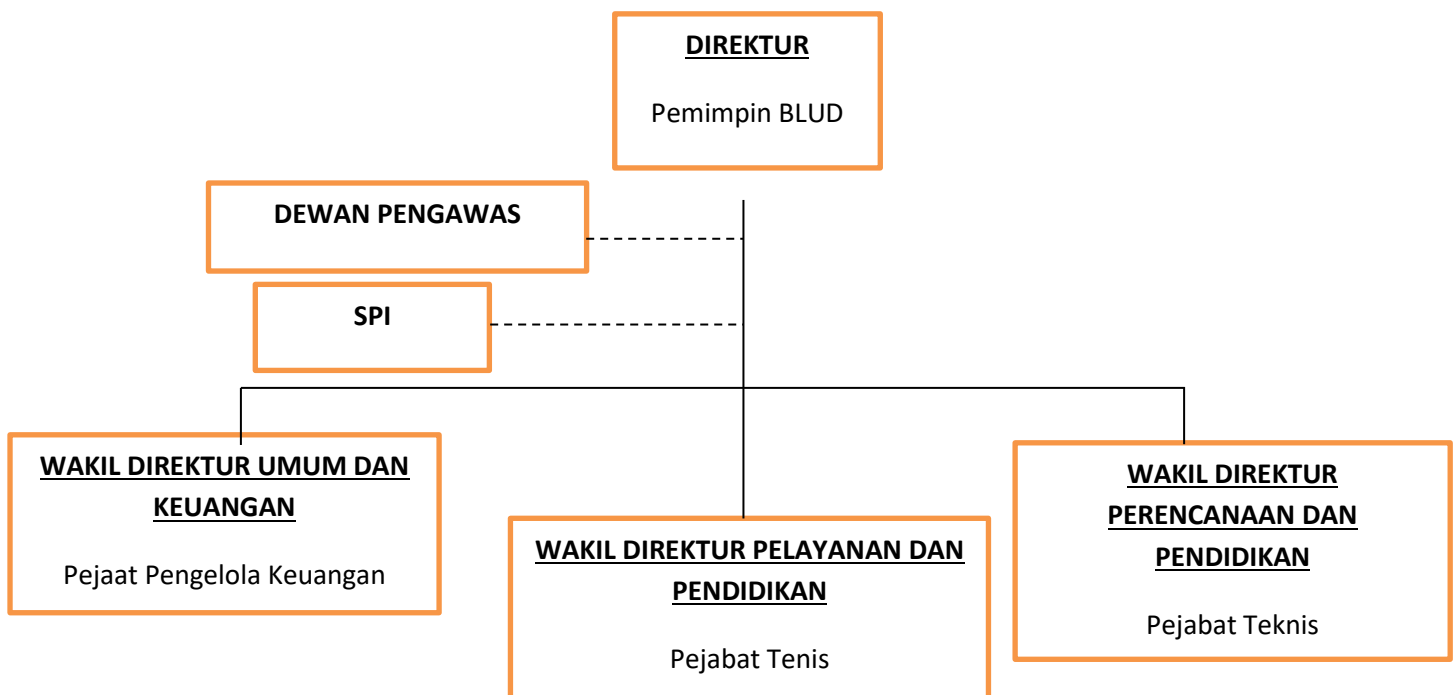 DIREKTUR
Pemimpin BLUD
DEWAN PENGAWAS
SPI
WAKIL DIREKTUR UMUM DAN
KEUANGAN
Pejaat Pengelola Keuangan
WAKIL DIREKTUR PELAYANAN DAN
PENDIDIKAN
Pejabat Tenis
WAKIL DIREKTUR
PERENCANAAN DAN
PENDIDIKAN
Pejabat Teknis